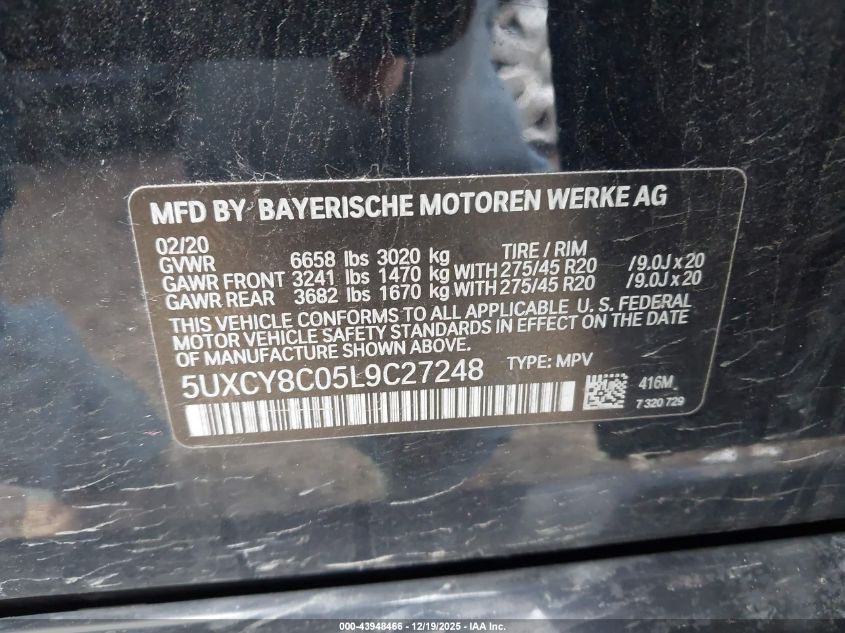 MFD BY BAYERISCHE MOTOREN WERKE AG
02/20 TIRE / RIM
GVWR 6658 lbs 3020 kg
GAWR FRONT 3241 lbs 1470 kg WITH 275/45 R20 /9.0J x 20
GAWR REAR 3682 lbs 1670 kg WITH 275/45 R20 /9.0J x 20
THIS VEHICLE CONFORMS TO ALL APPLICABLE U. S. FEDERAL
MOTOR VEHICLE SAFETY STANDARDS IN EFFECT ON THE DATE
OF MANUFACTURE SHOWN ABOVE.
5UXCY8C05L9C27248 TYPE: MPV
416M
7 320 729
000-43948466 - 12/19/2025 - IAA Inc.